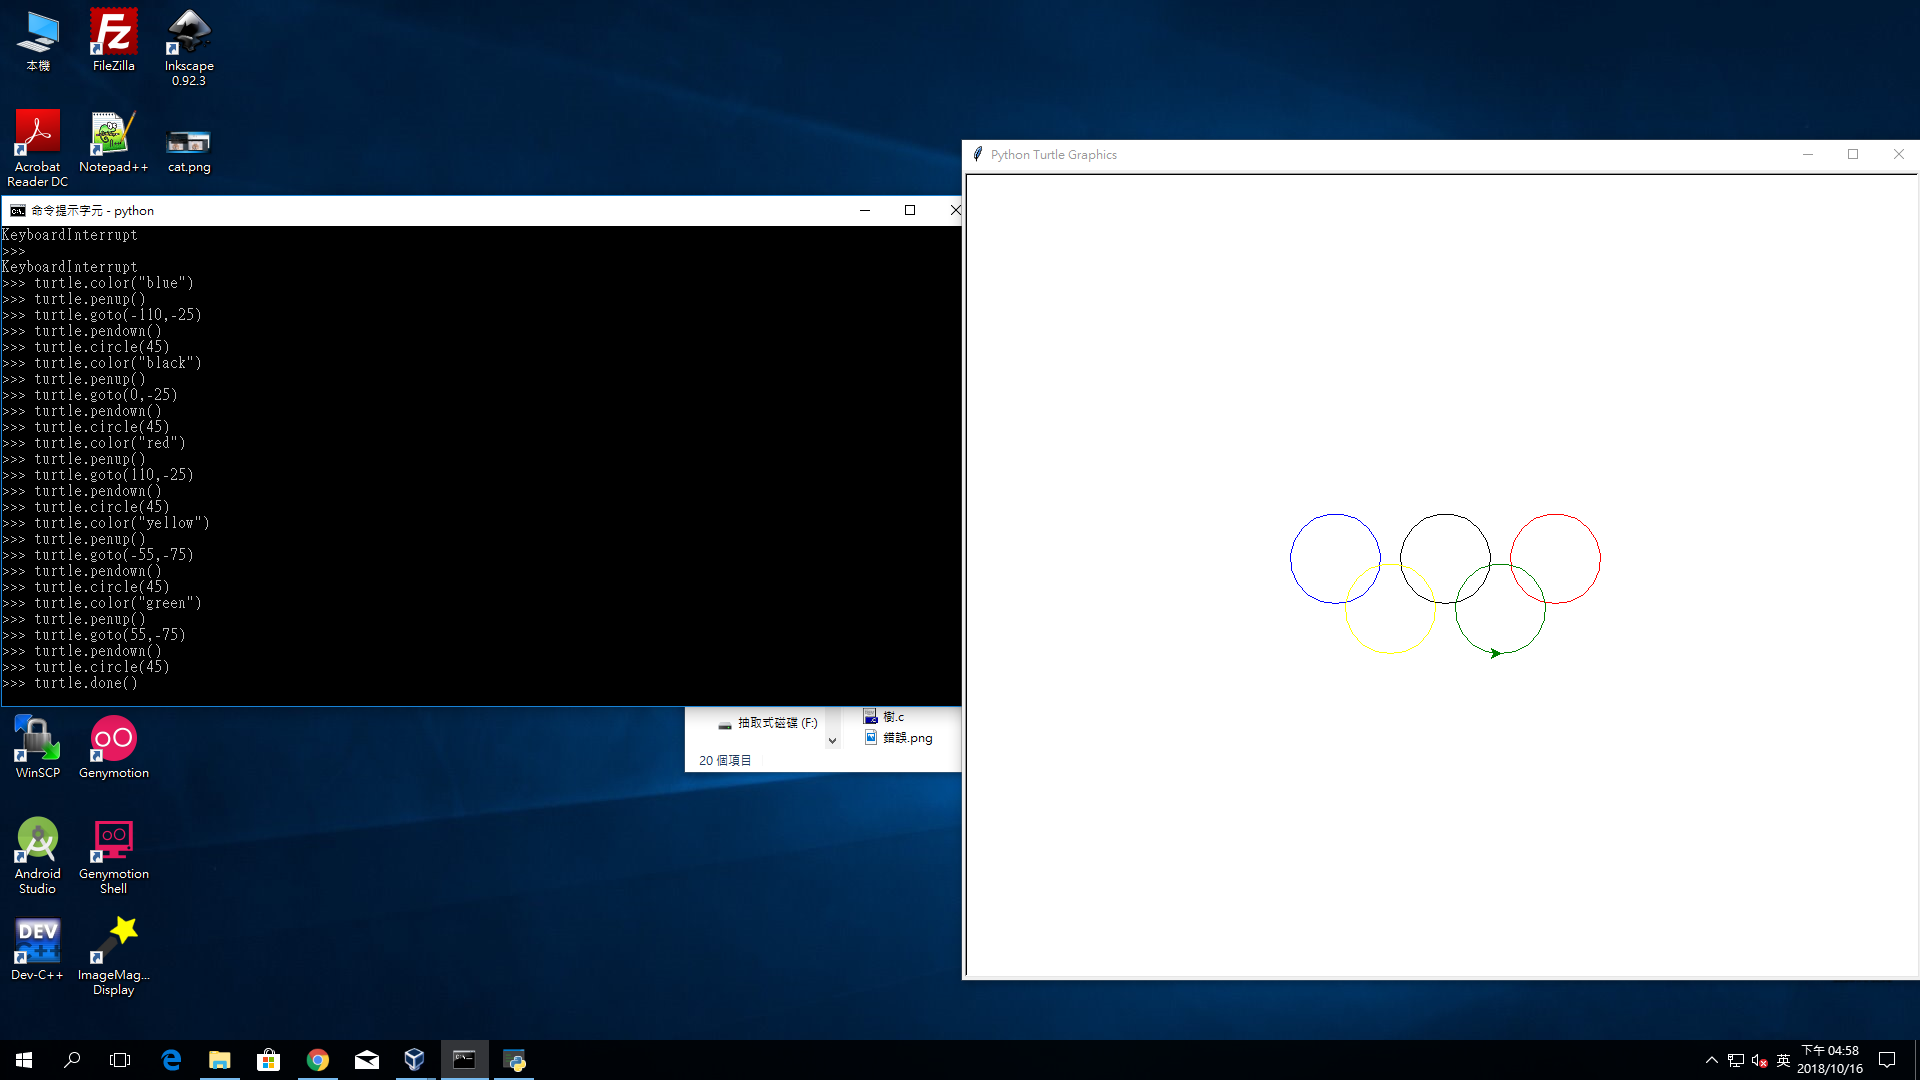 本機
FileZilla
Inkscape
0.92.3
Acrobat
Reader DC
Notepad++
cat.png
命令提示字元 - python
KeyboardInterrupt
>>>
KeyboardInterrupt
>>> turtle.color("blue")
>>> turtle.penup()
>>> turtle.goto(-110,-25)
>>> turtle.pendown()
>>> turtle.circle(45)
>>> turtle.color("black")
>>> turtle.penup()
>>> turtle.goto(0,-25)
>>> turtle.pendown()
>>> turtle.circle(45)
>>> turtle.color("red")
>>> turtle.penup()
>>> turtle.goto(110,-25)
>>> turtle.pendown()
>>> turtle.circle(45)
>>> turtle.color("yellow")
>>> turtle.penup()
>>> turtle.goto(-55,-75)
>>> turtle.pendown()
>>> turtle.circle(45)
>>> turtle.color("green")
>>> turtle.penup()
>>> turtle.goto(55,-75)
>>> turtle.pendown()
>>> turtle.circle(45)
>>> turtle.done()
Python Turtle Graphics
抽取式磁碟 (F:)
樹.c
錯誤.png
20 個項目
WinSCP
Genymotion
Android
Studio
Genymotion
Shell
DEV
C++
Dev-C++
ImageMag...
Display
英
下午 04:58
2018/10/16